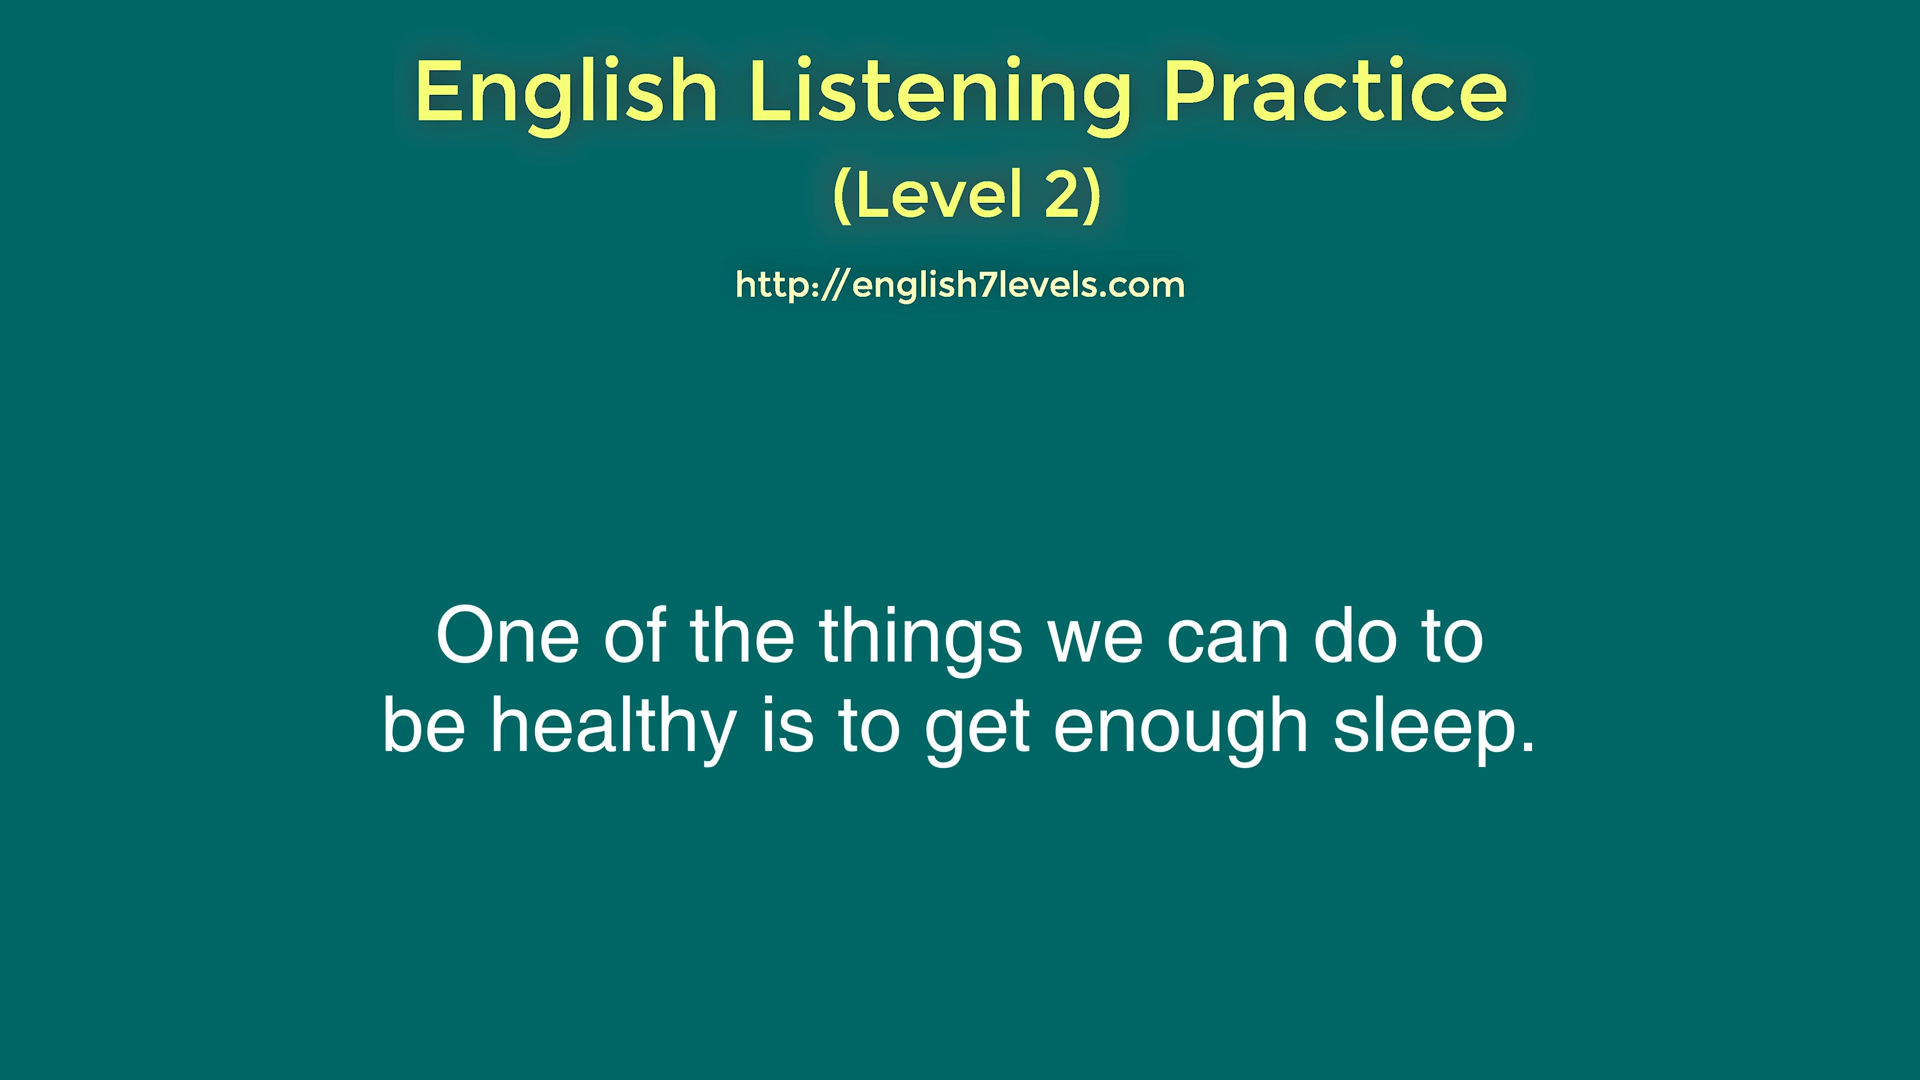 English Listening Practice
(Level 2)
http://english7levels.com
One of the things we can do to
be healthy is to get enough sleep.